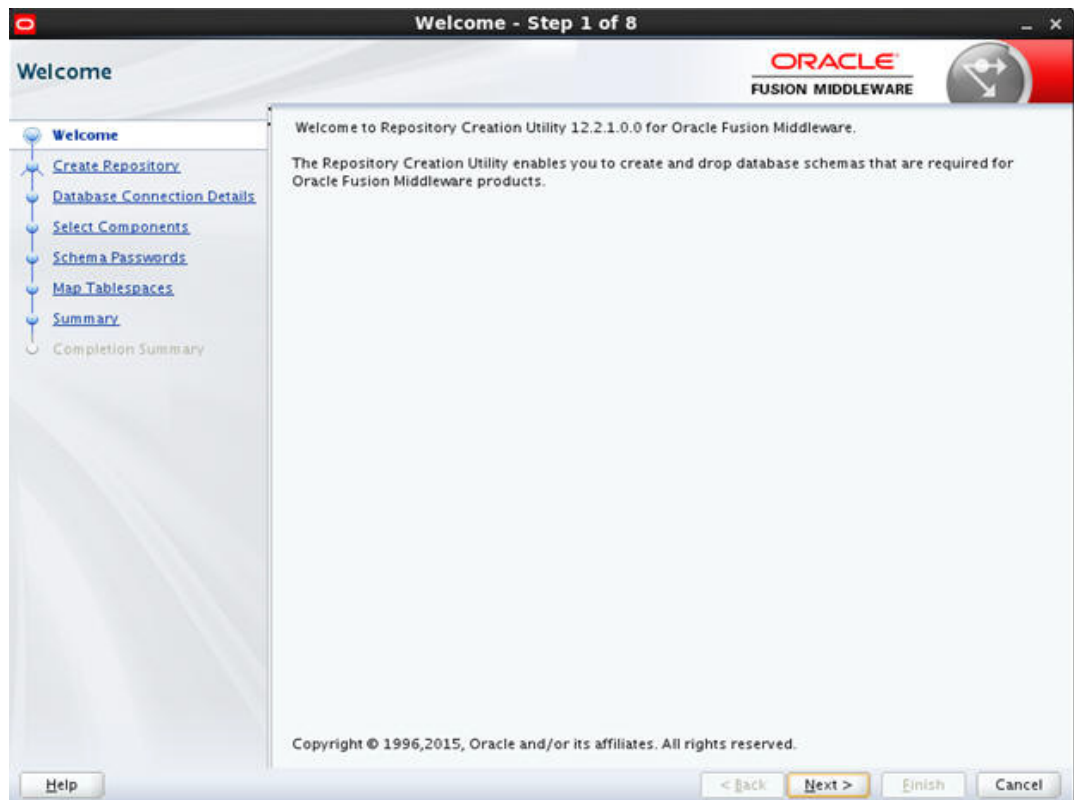 Welcome - Step 1 of 8
Welcome
ORACLE
FUSION MIDDLEWARE
Welcome
Create Repository
Database Connection Details
Select Components
Schema Passwords
Map Tablespaces
Summary
Completion Summary
Welcome to Repository Creation Utility 12.2.1.0.0 for Oracle Fusion Middleware.
The Repository Creation Utility enables you to create and drop database schemas that are required for
Oracle Fusion Middleware products.
Copyright © 1996,2015, Oracle and/or its affiliates. All rights reserved.
Help
< Back
Next >
Finish
Cancel